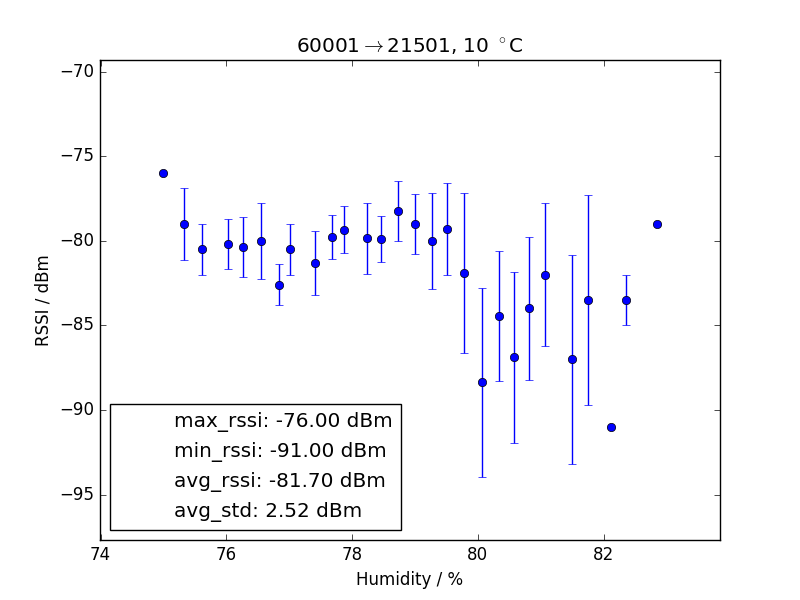 60001→21501, 10 °C
−70
−75
−80
−85
−90
−95
RSSI / dBm
max_rssi: -76.00 dBm
min_rssi: -91.00 dBm
avg_rssi: -81.70 dBm
avg_std: 2.52 dBm
74 76 78 80 82
Humidity / %